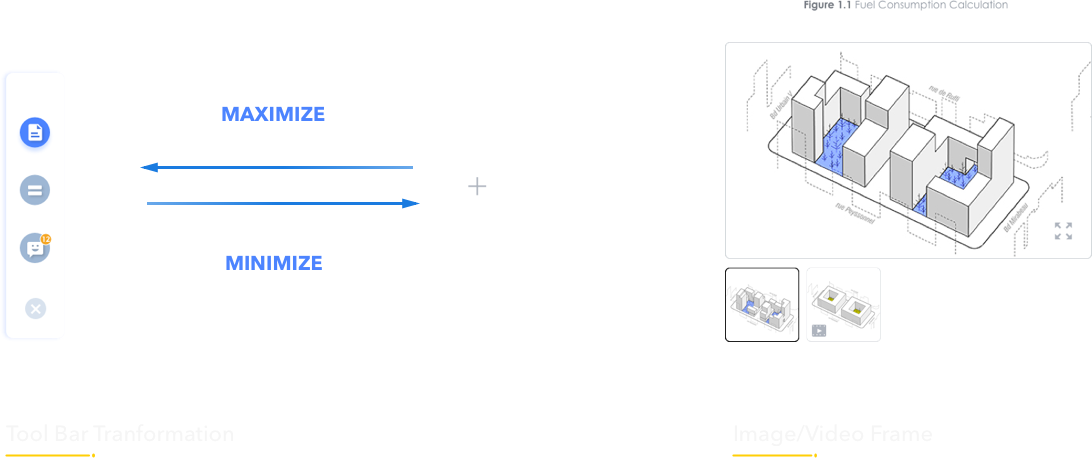 Figure 1.1 Fuel Consumption Calculation
MAXIMIZE
MINIMIZE
12
Bd Urbain V
rue de Ruffi
rue Peyssonnel
Bd Mirabeau
Tool Bar Tranformation
Image/Video Frame